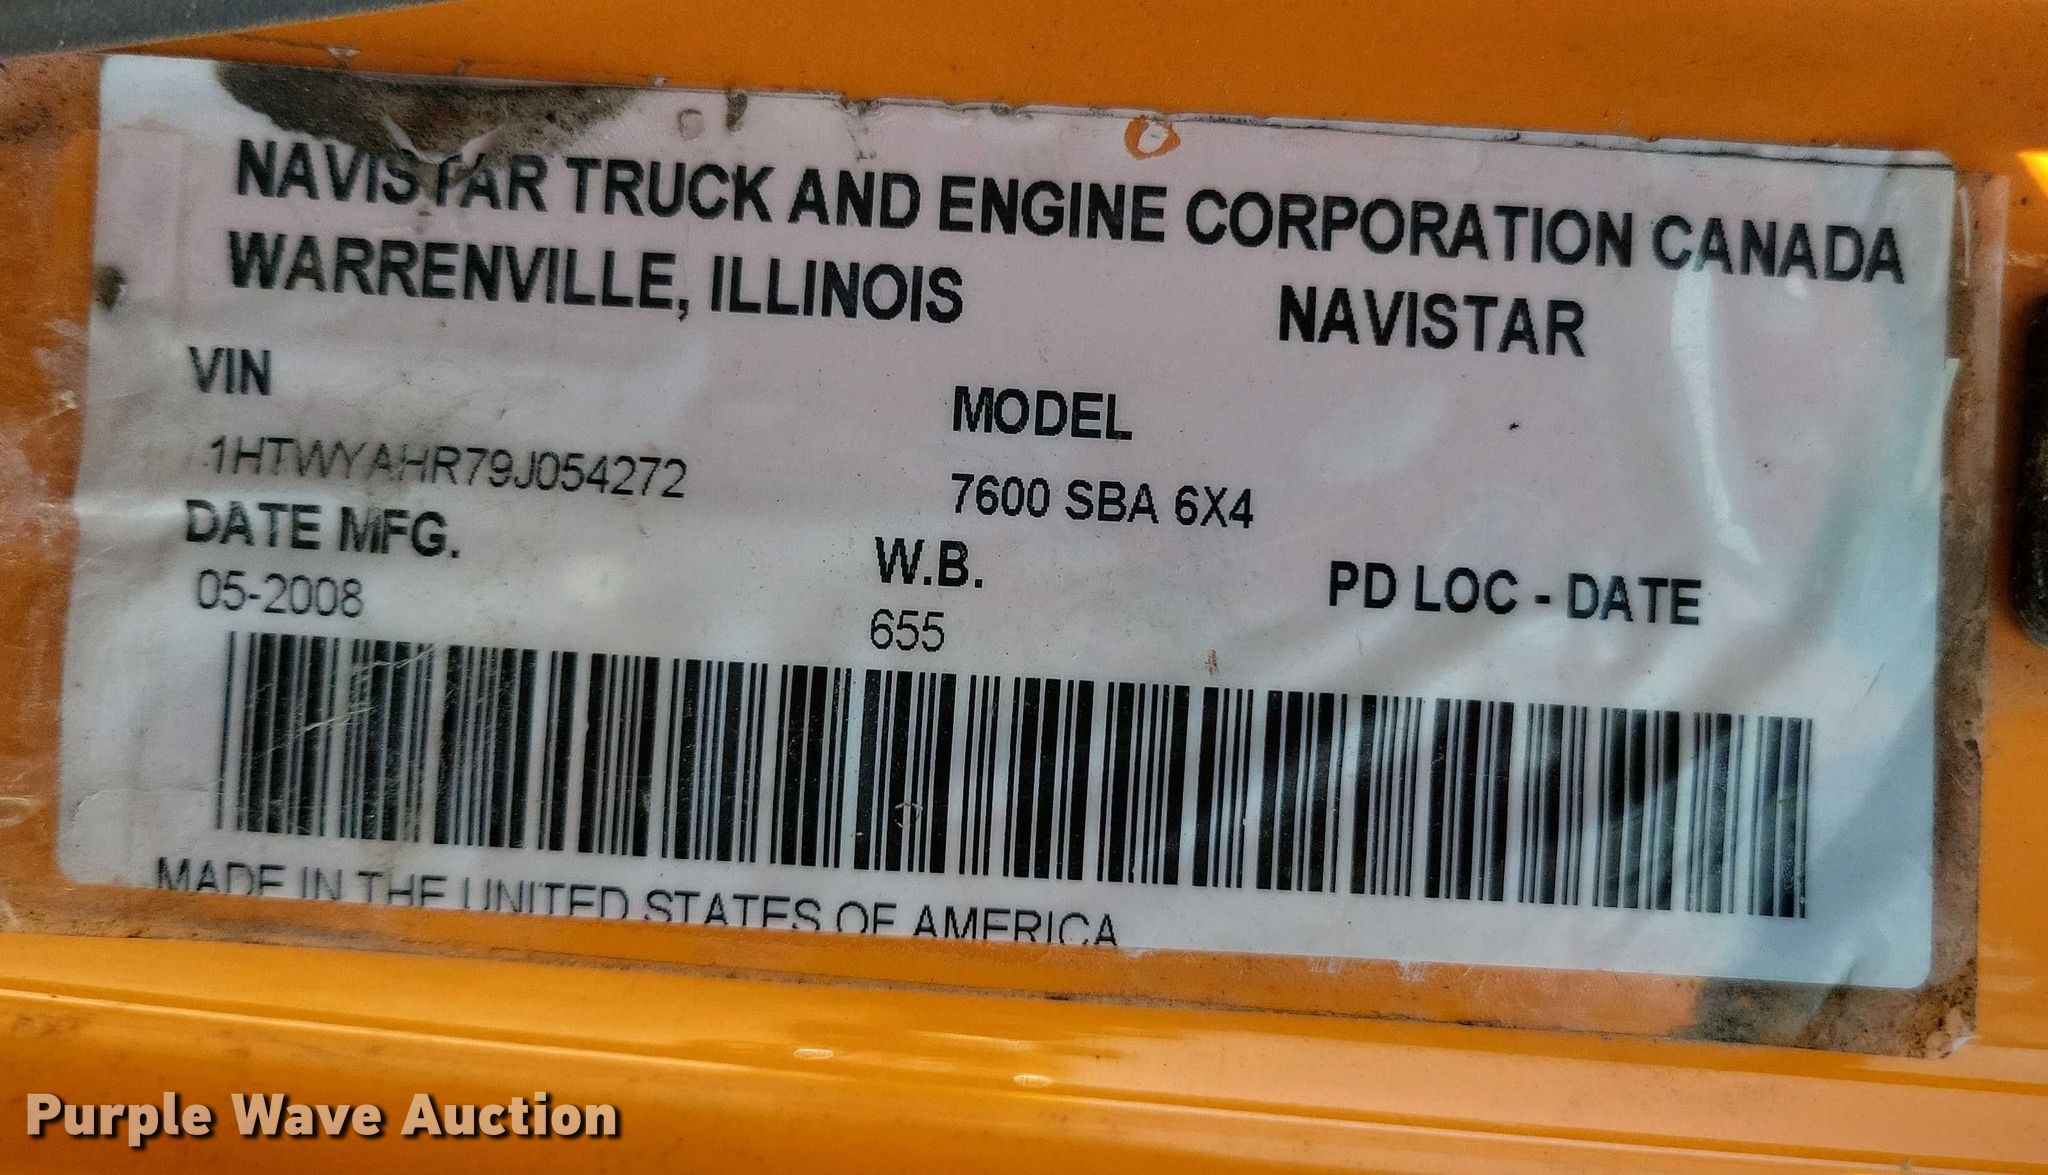 NAVISTAR TRUCK AND ENGINE CORPORATION CANADA
WARRENVILLE, ILLINOIS NAVISTAR
VIN MODEL
1HTWYAHR79J054272 7600 SBA 6X4
DATE MFG. W.B. PD LOC - DATE
05-2008 655
MADE IN THE UNITED STATES OF AMERICA
Purple Wave Auction